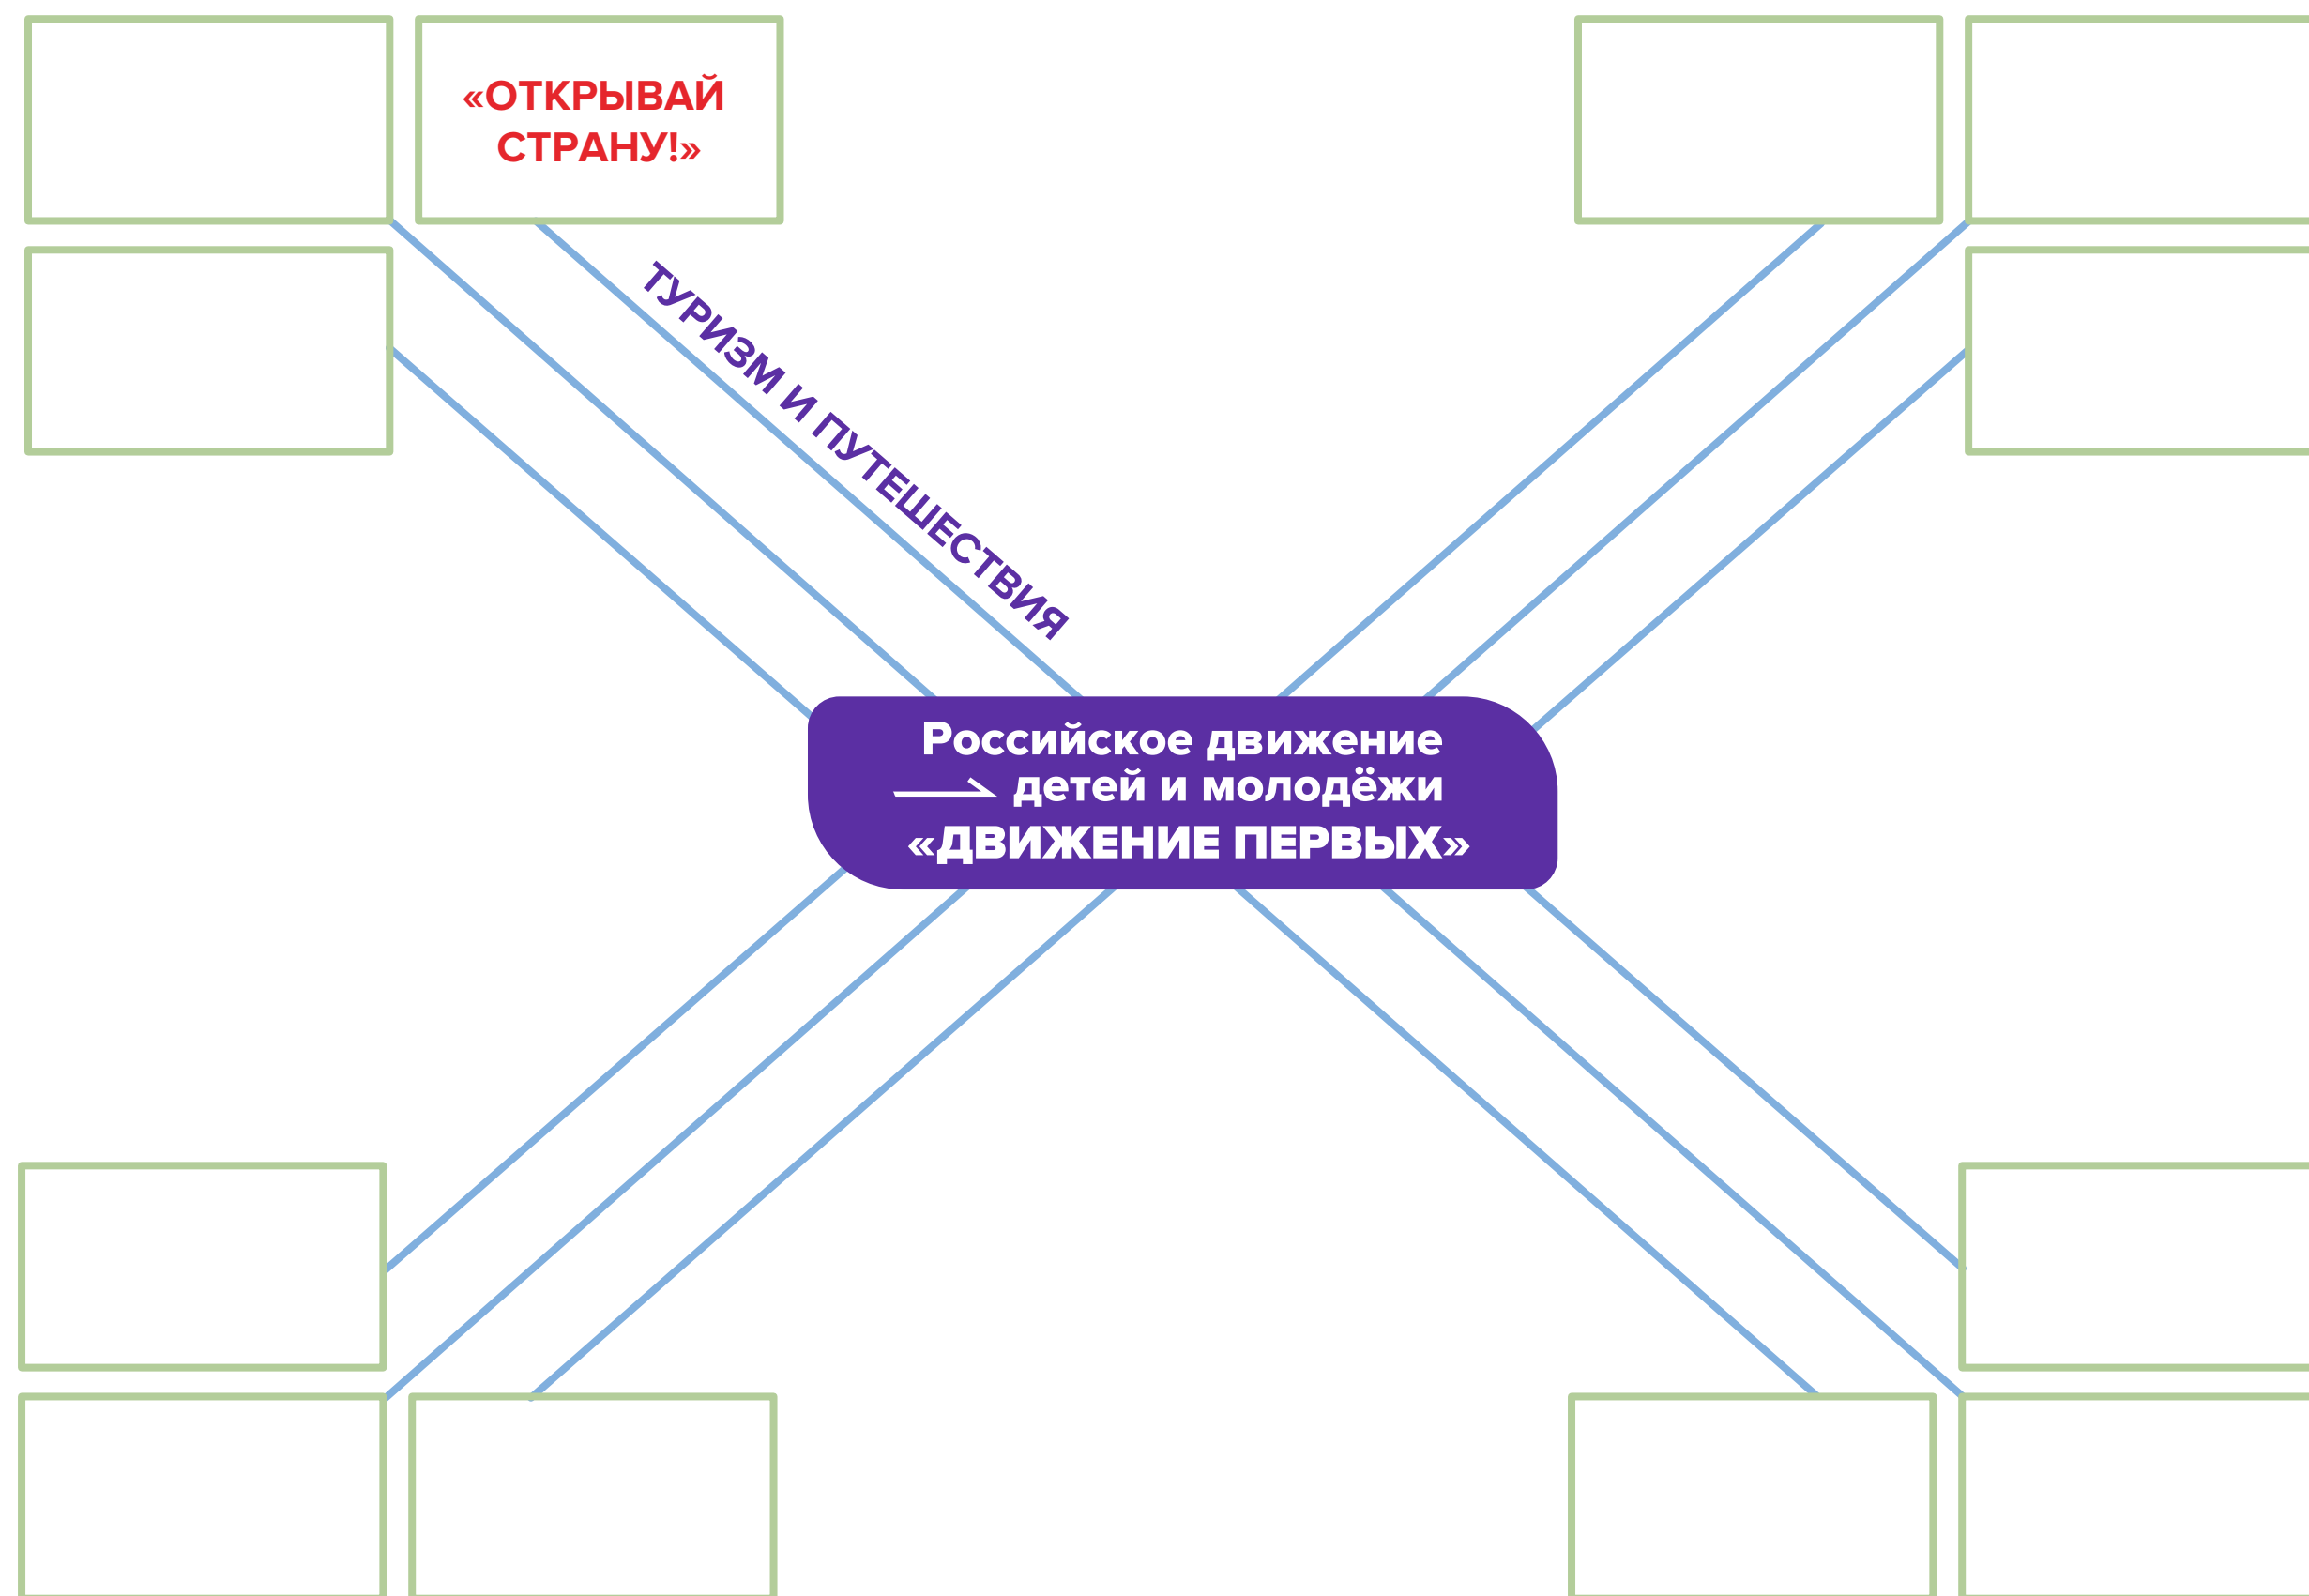 «ОТКРЫВАЙ
СТРАНУ!»
ТУРИЗМ И ПУТЕШЕСТВИЯ
Российское движение
детей и молодёжи
«ДВИЖЕНИЕ ПЕРВЫХ»